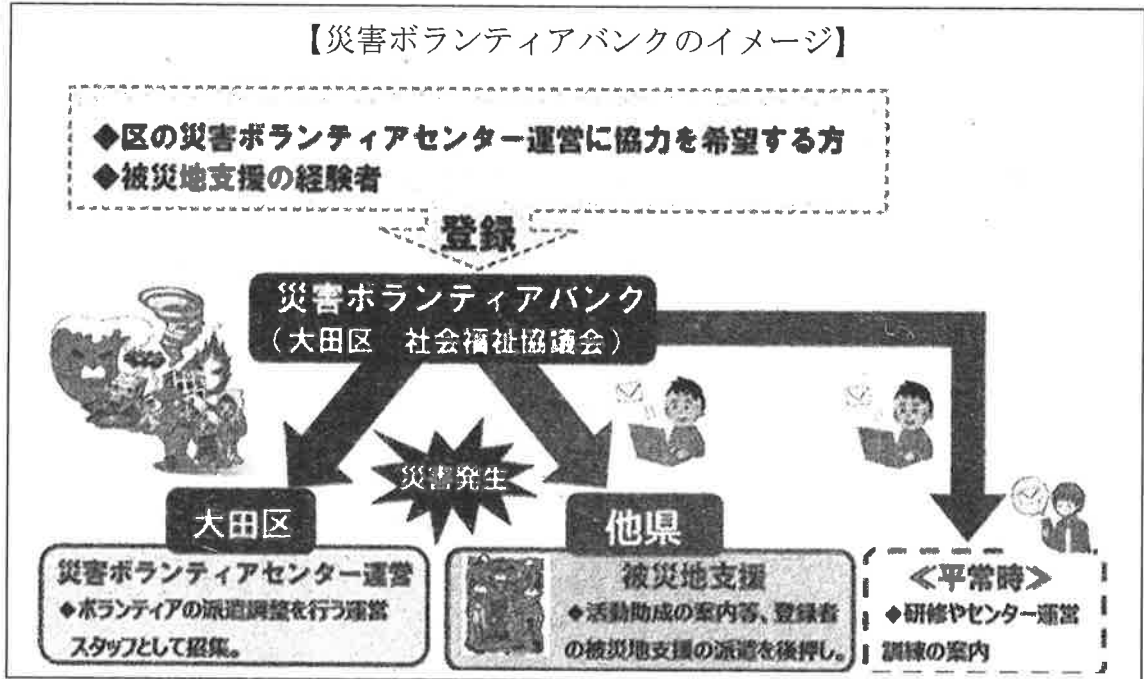 【災害ボランティアバンクのイメージ】
◆区の災害ボランティアセンター運営に協力を希望する方
◆被災地支援の経験者
登録
災害ボランティアバンク
（大田区 社会福祉協議会）
災害発生
大田区
災害ボランティアセンター運営
◆ボランティアの派遣調整を行う運営
スタッフとして招集。
他県
被災地支援
◆活動助成の案内等、登録者
の被災地支援の派遣を後押し。
≪平常時≫
◆研修やセンター運営
訓練の案内